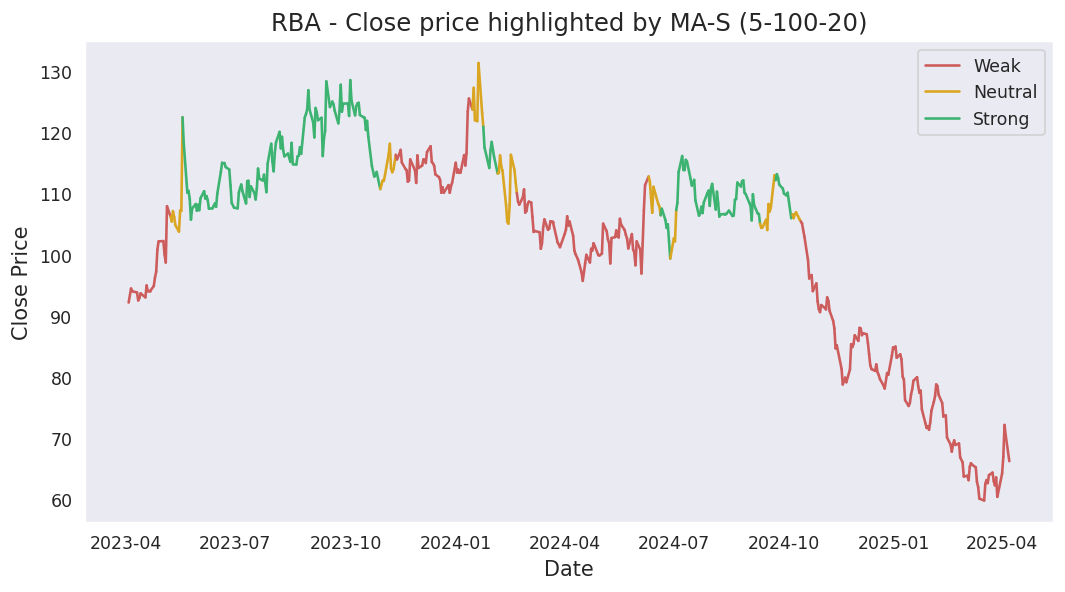 RBA - Close price highlighted by MA-S (5-100-20)
Weak
Neutral
Strong
Close Price
130
120
110
100
90
80
70
60
2023-04 2023-07 2023-10 2024-01 2024-04 2024-07 2024-10 2025-01 2025-04
Date